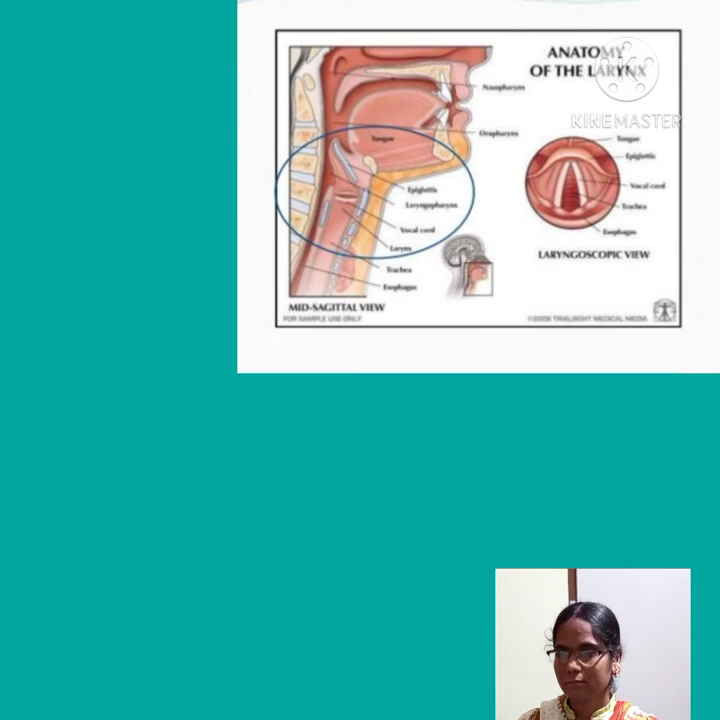 ANATOMY
OF THE LARYNX
KINEMASTER
Nasopharynx
Oropharynx
Tongue
Epiglottis
Laryngopharynx
Vocal cord
Larynx
Trachea
Esophagus
MID-SAGITTAL VIEW
FOR SAMPLE USE ONLY
Tongue
Epiglottis
Vocal cord
Trachea
Esophagus
LARYNGOSCOPIC VIEW
©2008 TRIALSIGHT MEDICAL MEDIA